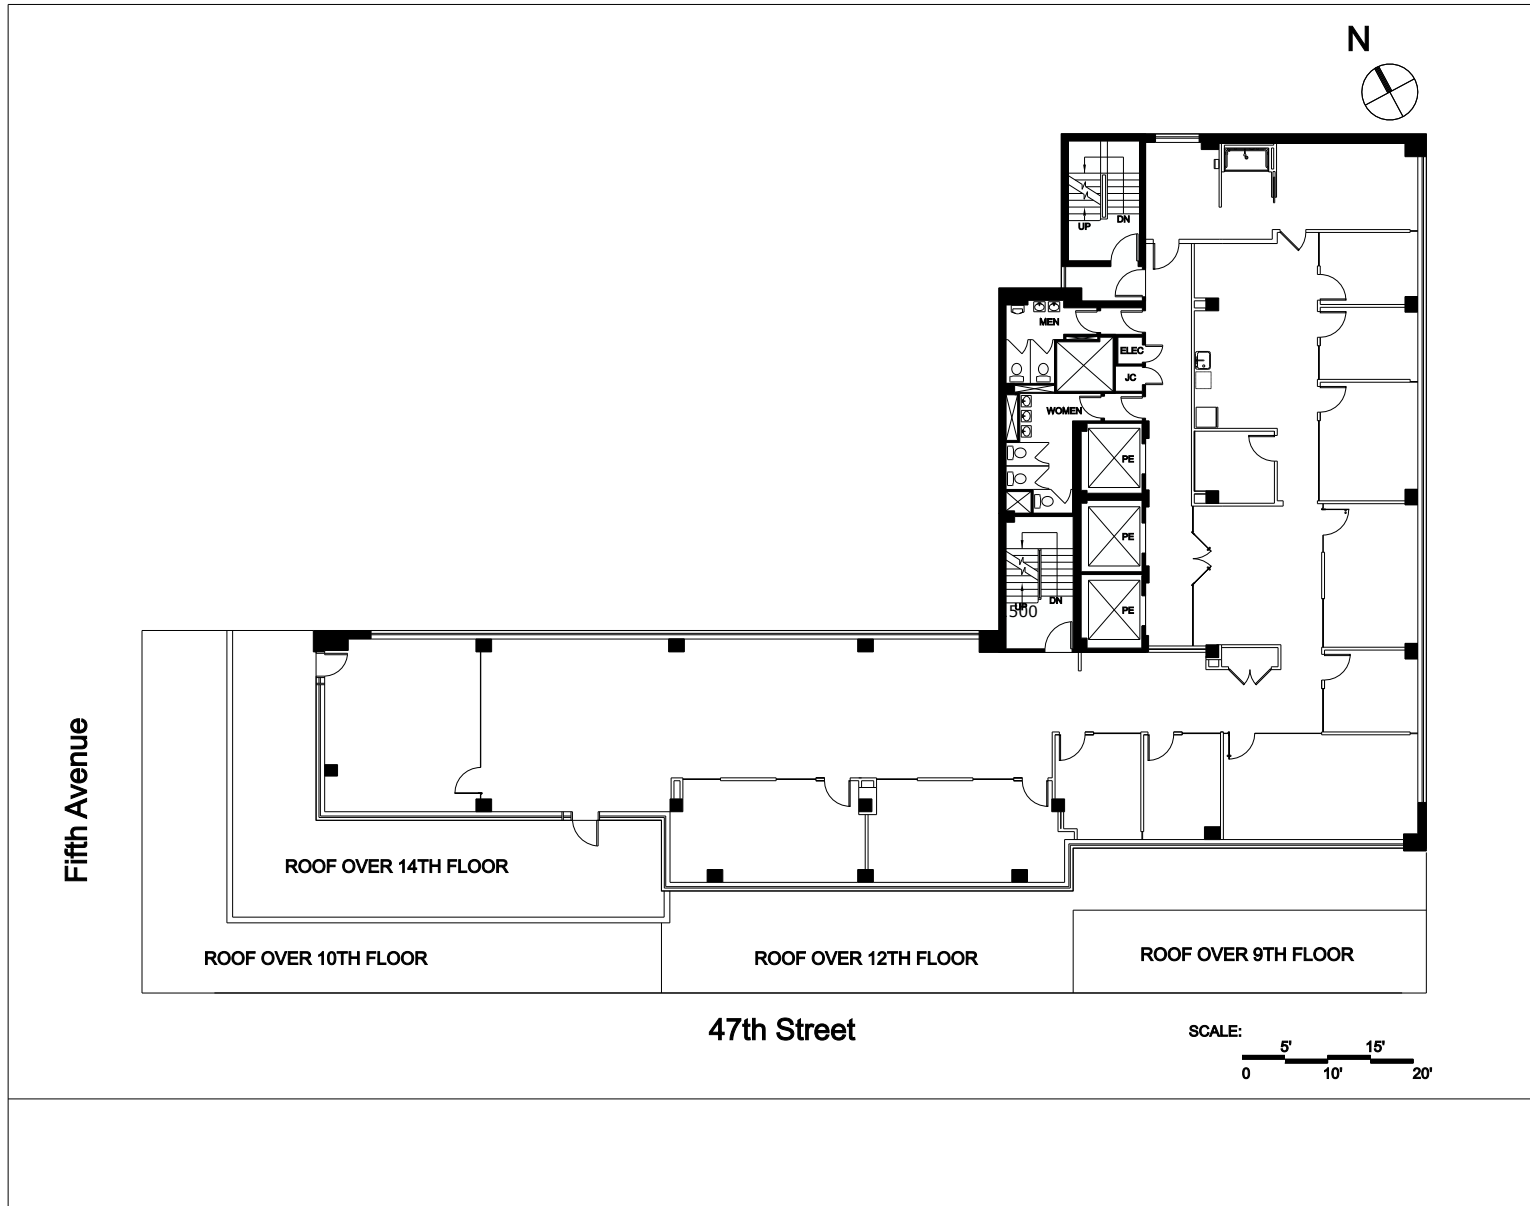 N
UP
DN
MEN
ELEC
JC
WOMEN
PE
PE
PE
UP
DN
500
Fifth Avenue
ROOF OVER 14TH FLOOR
ROOF OVER 10TH FLOOR
ROOF OVER 12TH FLOOR
ROOF OVER 9TH FLOOR
47th Street
SCALE:
5' 15'
0 10' 20'